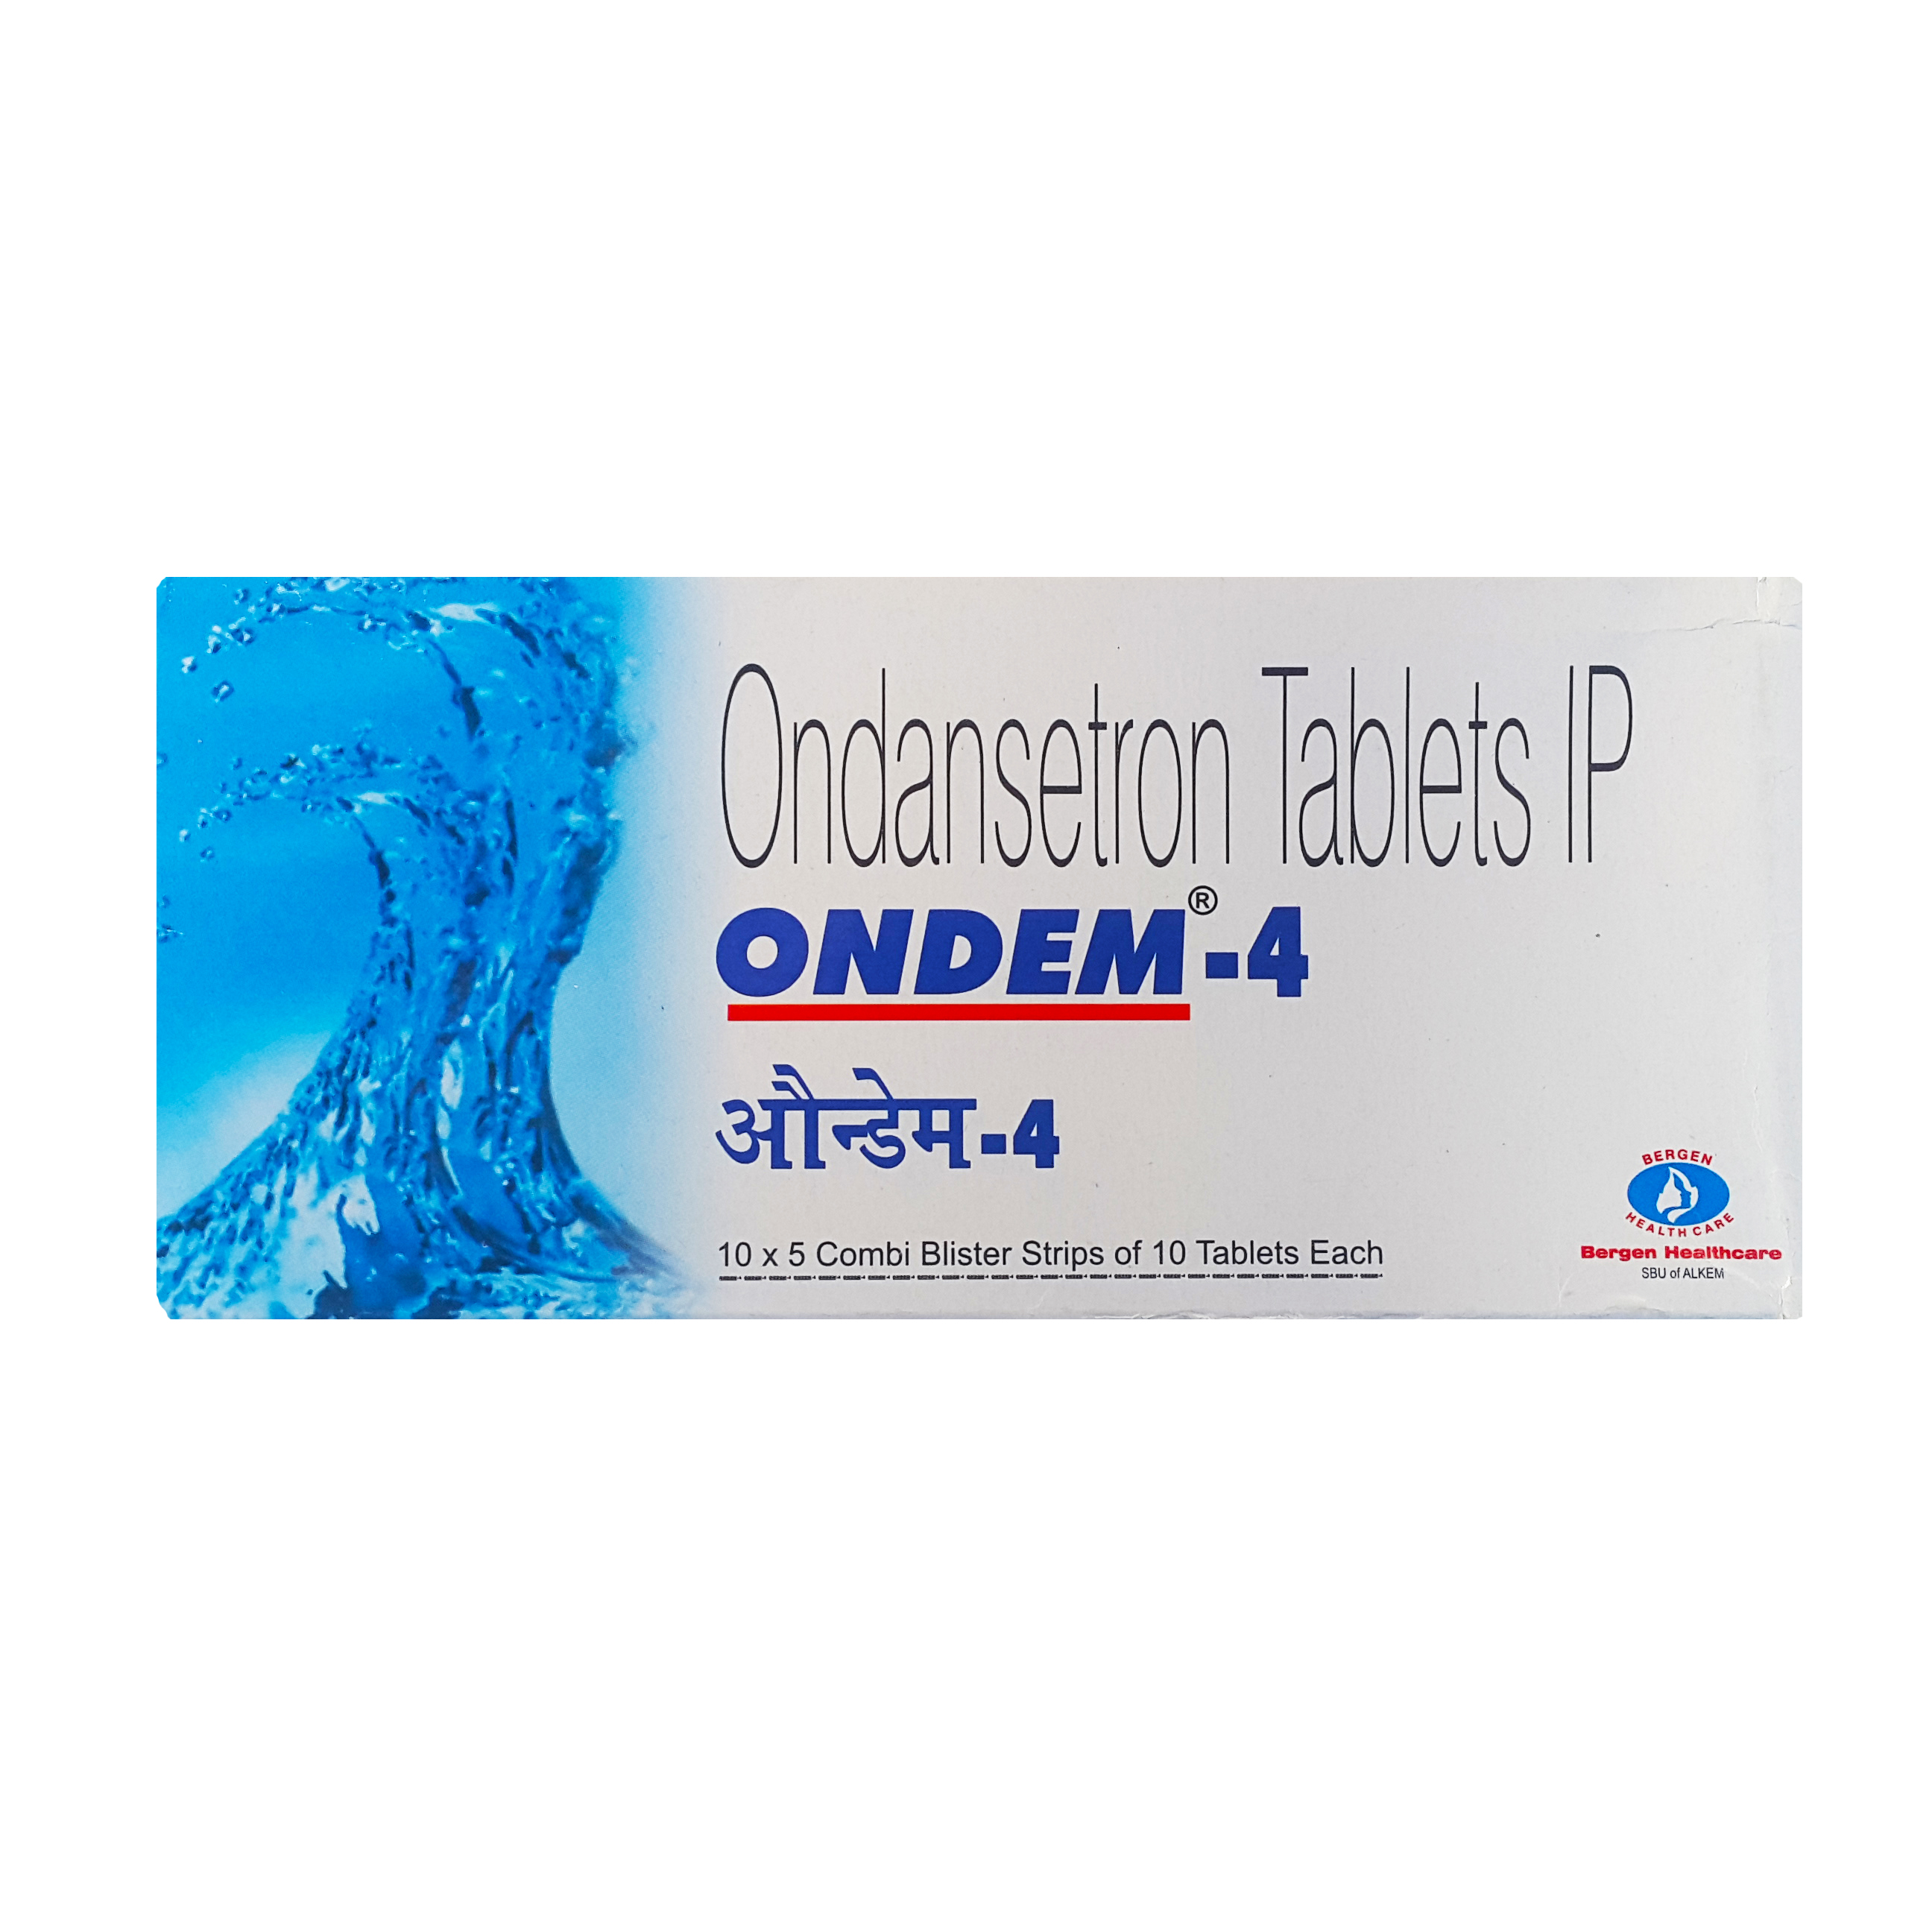 Ondansetron Tablets IP
ONDEM®-4
औन्डेम-4
10 x 5 Combi Blister Strips of 10 Tablets Each
BERGEN
HEALTH CARE
Bergen Healthcare
SBU of ALKEM